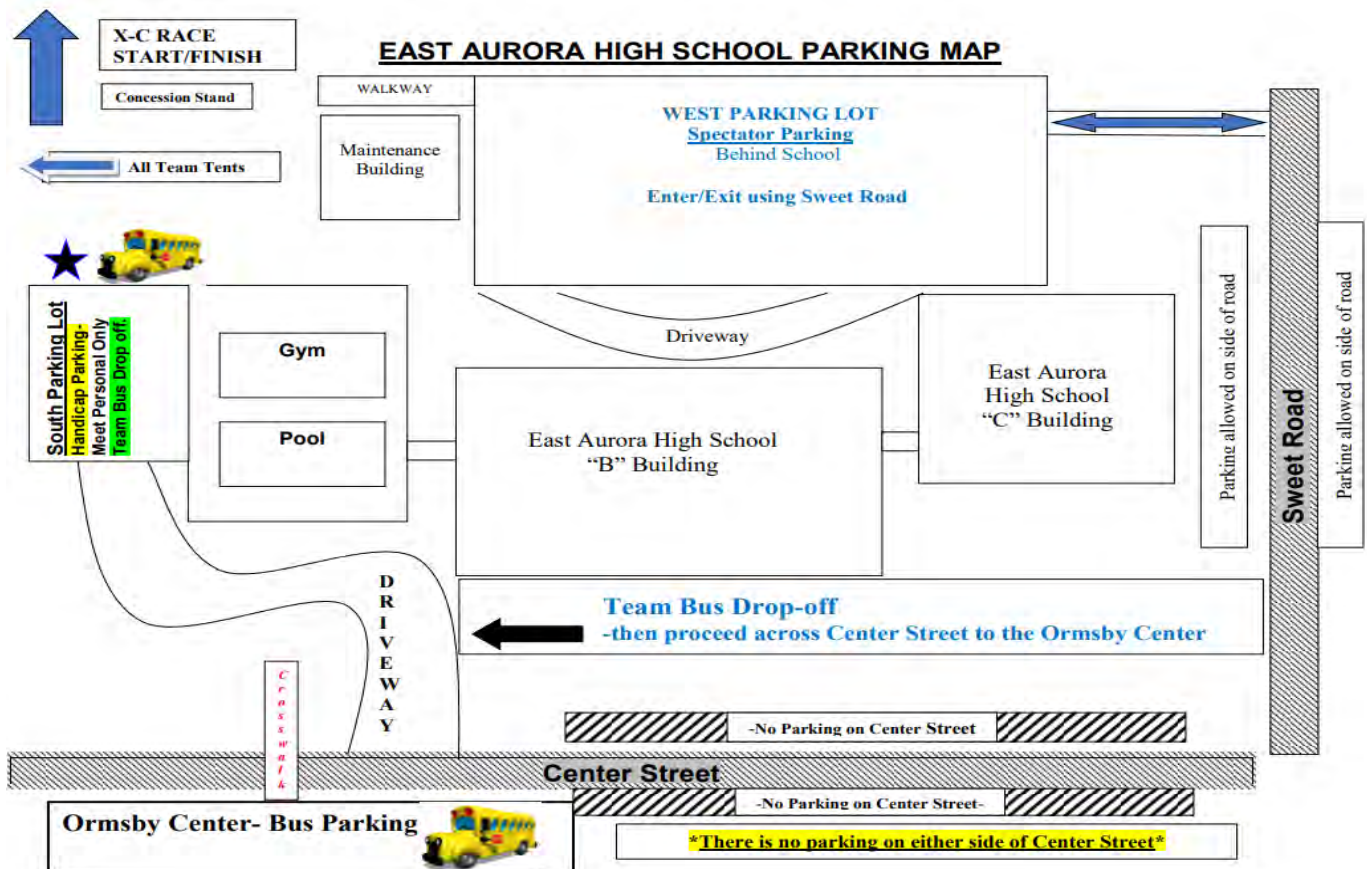 EAST AURORA HIGH SCHOOL PARKING MAP
X-C RACE
START/FINISH
Concession Stand
All Team Tents
WALKWAY
Maintenance
Building
WEST PARKING LOT
Spectator Parking
Behind School
Enter/Exit using Sweet Road
South Parking Lot
Handicap Parking-
Meet Personal Only
Team Bus Drop off.
Gym
Pool
Driveway
East Aurora High School
“B” Building
East Aurora
High School
“C” Building
Parking allowed on side of road
Sweet Road
Parking allowed on side of road
DRIVEWAY
Team Bus Drop-off
-then proceed across Center Street to the Ormsby Center
Crosswalk
-No Parking on Center Street
Center Street
-No Parking on Center Street-
Ormsby Center- Bus Parking
*There is no parking on either side of Center Street*